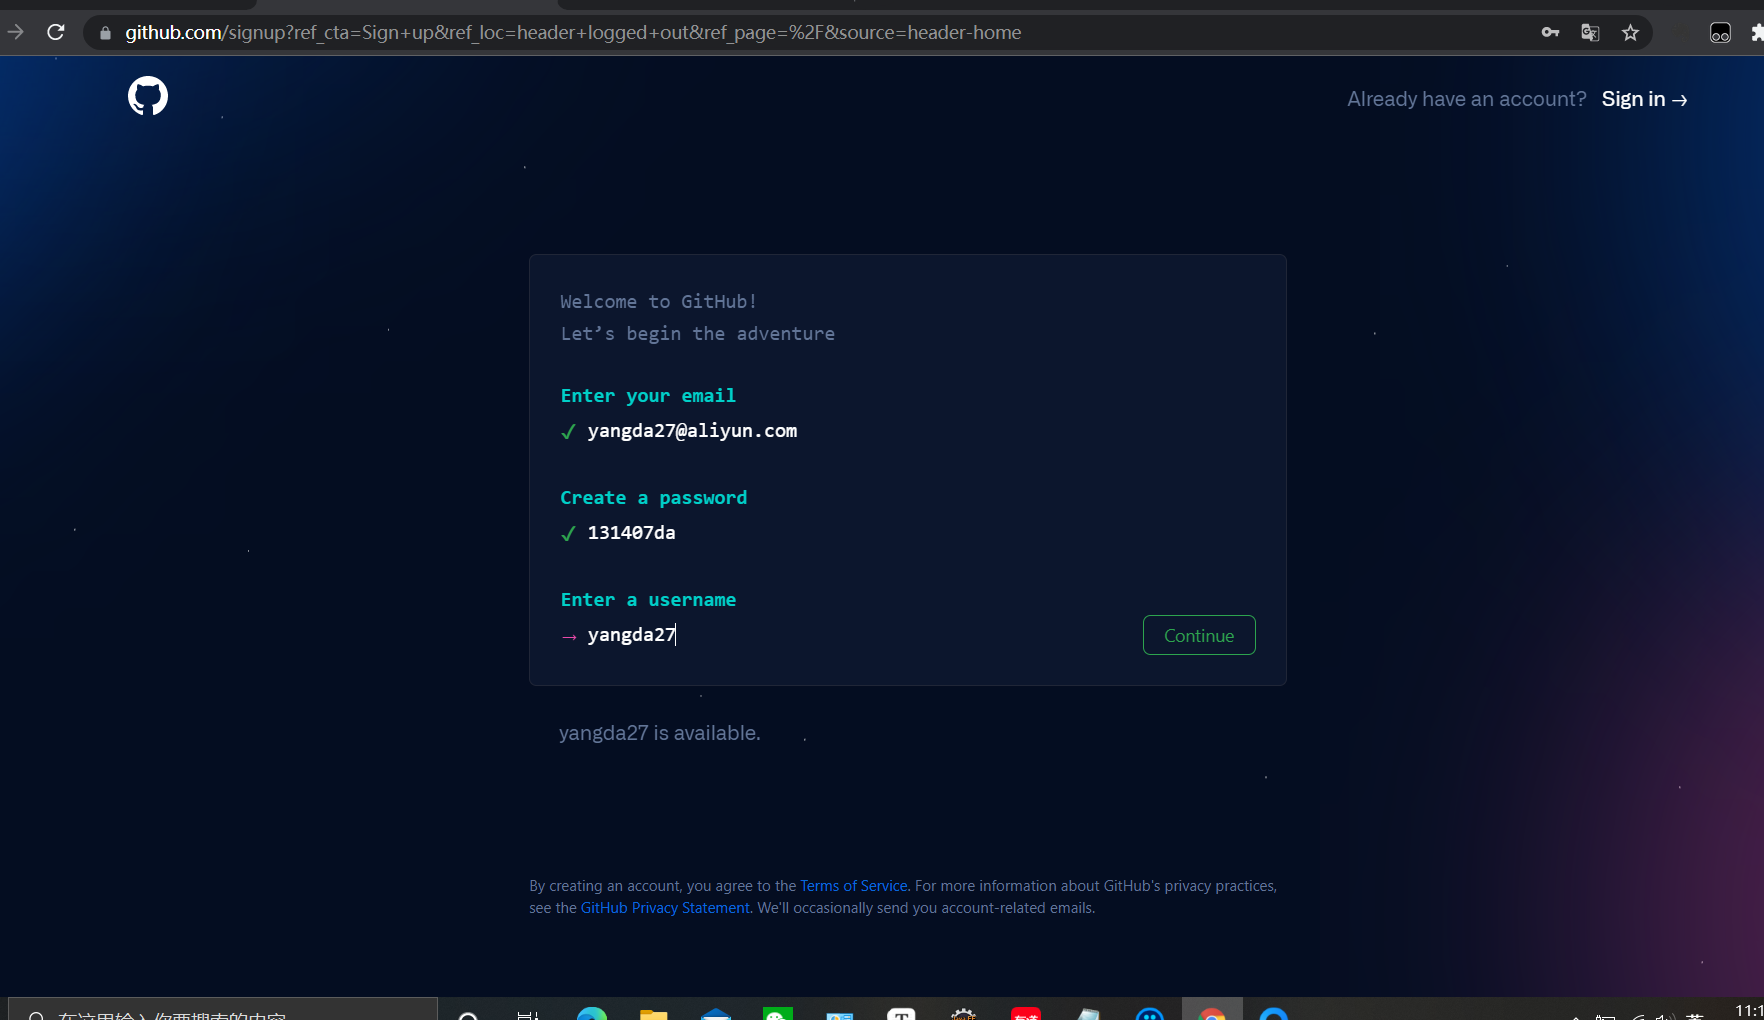 github.com/signup?ref_cta=Sign+up&ref_loc=header+logged+out&ref_page=%2F&source=header-home
Already have an account? Sign in →
Welcome to GitHub!
Let’s begin the adventure
Enter your email
✓ yangda27@aliyun.com
Create a password
✓ 131407da
Enter a username
→ yangda27
Continue
yangda27 is available.
By creating an account, you agree to the Terms of Service. For more information about GitHub's privacy practices,
see the GitHub Privacy Statement. We'll occasionally send you account-related emails.
在这里输入你要搜索的内容
英